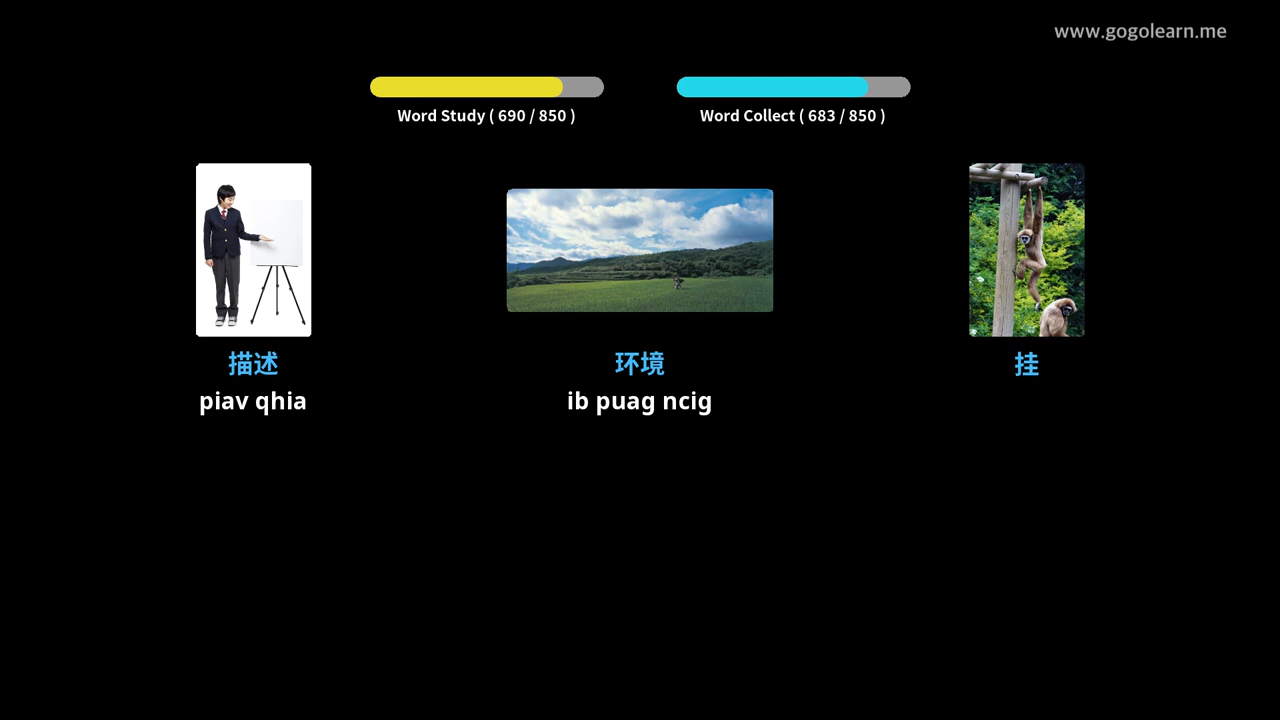 www.gogolearn.me
Word Study ( 690 / 850 )
Word Collect ( 683 / 850 )
描述
环境
挂
piav qhia
ib puag ncig